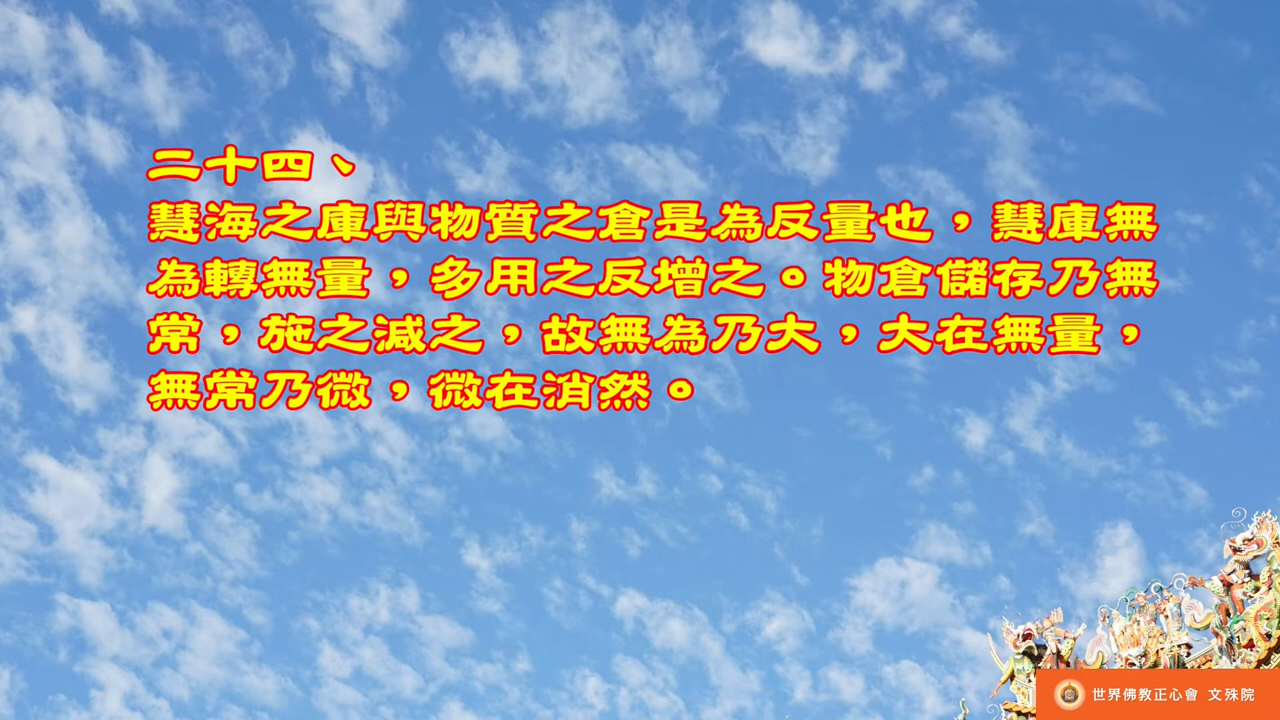 二十四、
慧海之庫與物質之倉是為反量也，慧庫無
為轉無量，多用之反增之。物倉儲存乃無
常，施之減之，故無為乃大，大在無量，
無常乃微，微在消然。
世界佛教正心會 文殊院